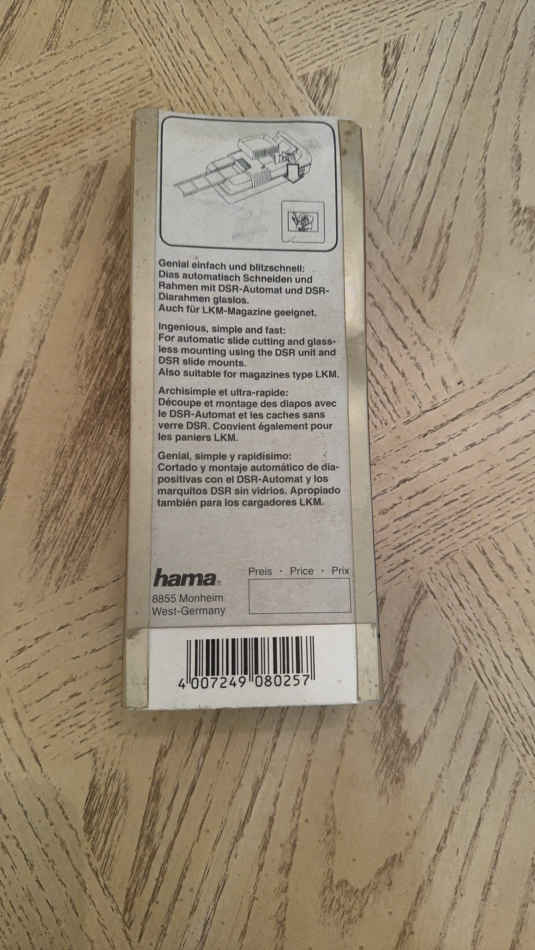 Genial einfach und blitzschnell:
Dias automatisch Schneiden und
Rahmen mit DSR-Automat und DSR-
Diarahmen glaslos.
Auch für LKM-Magazine geeignet.
Ingenious, simple and fast:
For automatic slide cutting and glass-
less mounting using the DSR unit and
DSR slide mounts.
Also suitable for magazines type LKM.
Archisimple et ultra-rapide:
Découpe et montage des diapos avec
le DSR-Automat et les caches sans
verre DSR. Convient également pour
les paniers LKM.
Genial, simple y rapidísimo:
Cortado y montaje automático de dia-
positivas con el DSR-Automat y los
marquitos DSR sin vidrios. Apropiado
también para los cargadores LKM.
hama®
8855 Monheim
West-Germany
Preis · Price · Prix
4 007249 080257